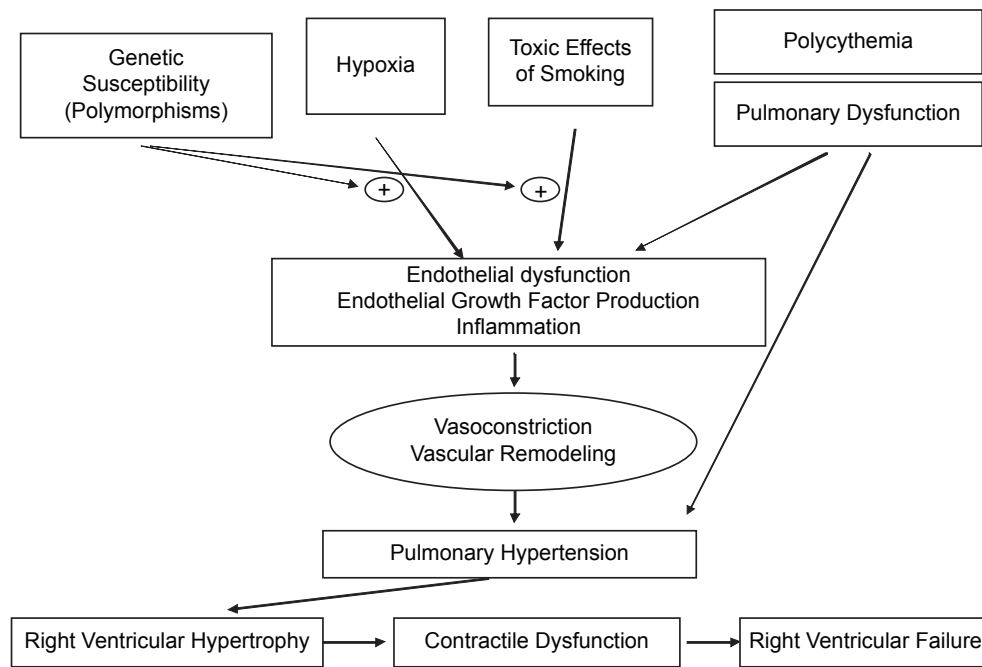 Genetic
Susceptibility
(Polymorphisms)
Hypoxia
Toxic Effects
of Smoking
Polycythemia
Pulmonary Dysfunction
+
+
Endothelial dysfunction
Endothelial Growth Factor Production
Inflammation
Vasoconstriction
Vascular Remodeling
Pulmonary Hypertension
Right Ventricular Hypertrophy
Contractile Dysfunction
Right Ventricular Failure